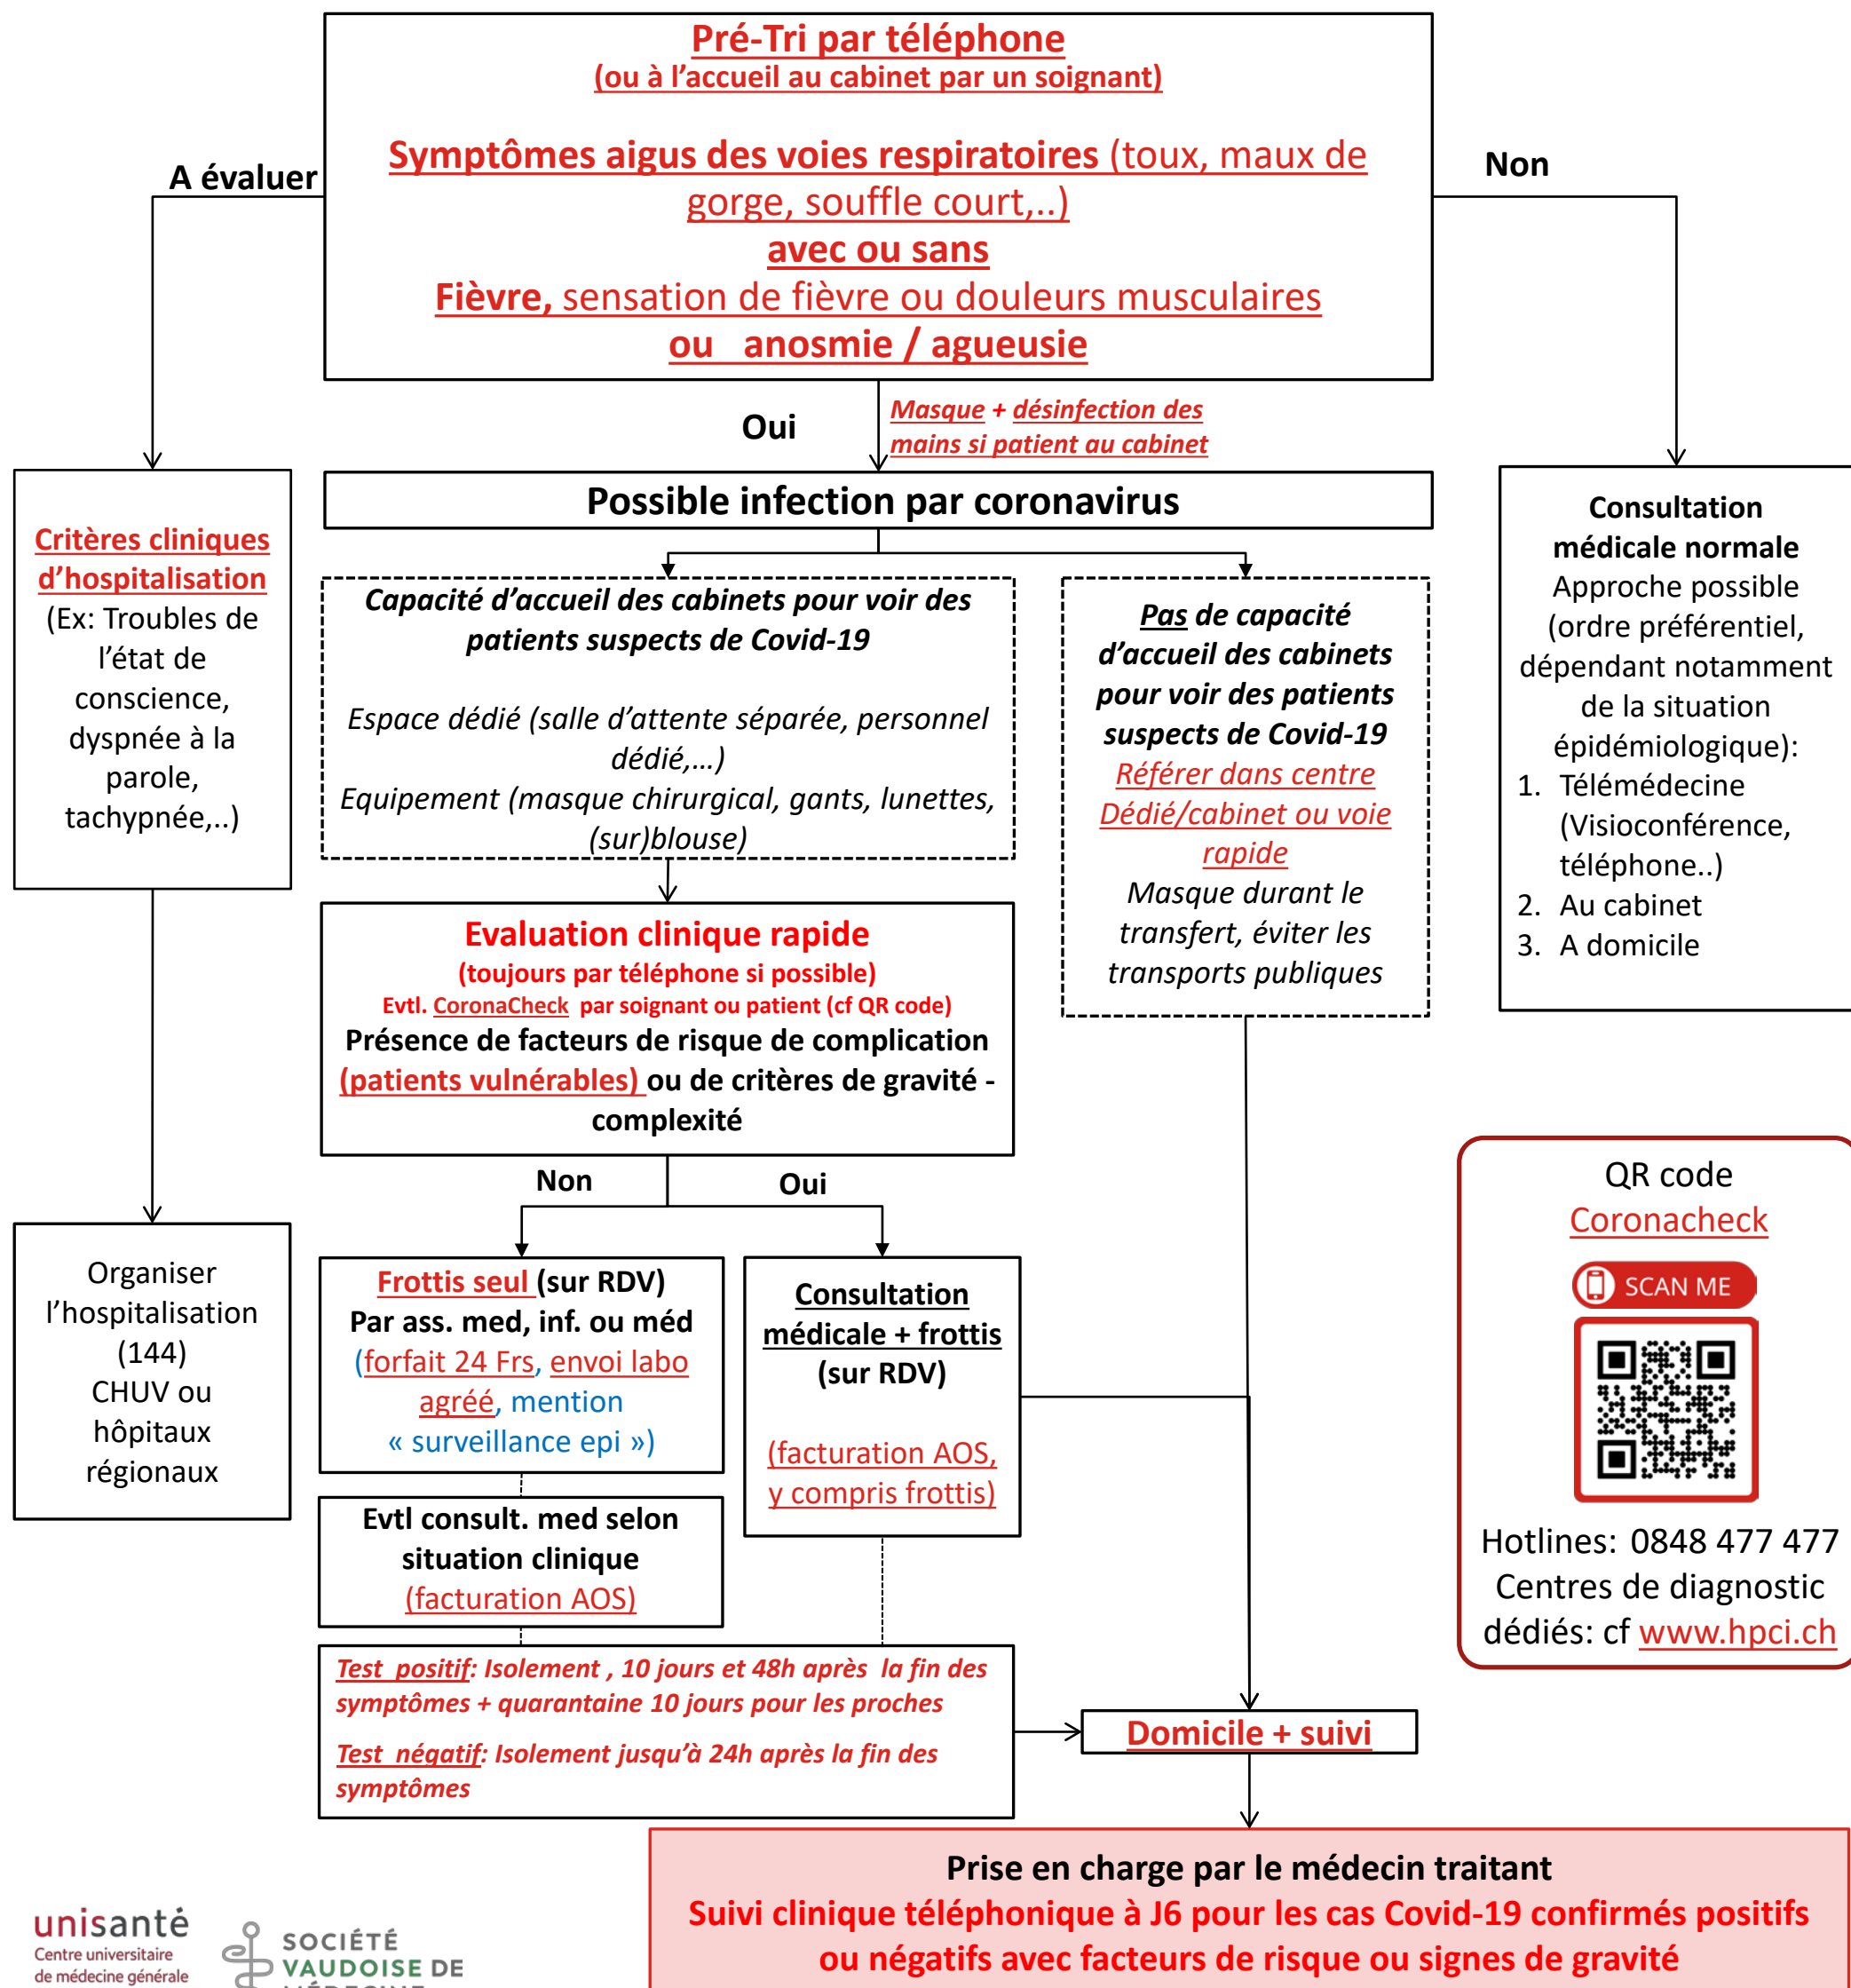 Pré-Tri par téléphone
(ou à l'accueil au cabinet par un soignant)
Symptômes aigus des voies respiratoires (toux, maux de
gorge, souffle court,..)
avec ou sans
Fièvre, sensation de fièvre ou douleurs musculaires
ou anosmie / agueusie
A évaluer
Non
Oui
Masque + désinfection des
mains si patient au cabinet
Possible infection par coronavirus
Critères cliniques
d'hospitalisation
(Ex: Troubles de
l'état de
conscience,
dyspnée à la
parole,
tachypnée,..)
Capacité d'accueil des cabinets pour voir des
patients suspects de Covid-19
Espace dédié (salle d'attente séparée, personnel
dédié,...)
Equipement (masque chirurgical, gants, lunettes,
(sur)blouse)
Pas de capacité
d'accueil des cabinets
pour voir des patients
suspects de Covid-19
Référer dans centre
Dédié/cabinet ou voie
rapide
Masque durant le
transfert, éviter les
transports publiques
Consultation
médicale normale
Approche possible
(ordre préférentiel,
dépendant notamment
de la situation
épidémiologique):
1. Télémédecine
(Visioconférence,
téléphone..)
2. Au cabinet
3. A domicile
Evaluation clinique rapide
(toujours par téléphone si possible)
Evtl. CoronaCheck par soignant ou patient (cf QR code)
Présence de facteurs de risque de complication
(patients vulnérables) ou de critères de gravité -
complexité
Non
Oui
Organiser
l'hospitalisation
(144)
CHUV ou
hôpitaux
régionaux
Frottis seul (sur RDV)
Par ass. med, inf. ou méd
(forfait 24 Frs, envoi labo
agréé, mention
« surveillance epi »)
Consultation
médicale + frottis
(sur RDV)
(facturation AOS,
y compris frottis)
Evtl consult. med selon
situation clinique
(facturation AOS)
QR code
Coronacheck
SCAN ME
Hotlines: 0848 477 477
Centres de diagnostic
dédiés: cf www.hpci.ch
Test positif: Isolement , 10 jours et 48h après la fin des
symptômes + quarantaine 10 jours pour les proches
Test négatif: Isolement jusqu'à 24h après la fin des
symptômes
Domicile + suivi
Prise en charge par le médecin traitant
Suivi clinique téléphonique à J6 pour les cas Covid-19 confirmés positifs
ou négatifs avec facteurs de risque ou signes de gravité
unisanté
Centre universitaire
de médecine générale
SOCIÉTÉ
VAUDOISE DE
MÉDECINE